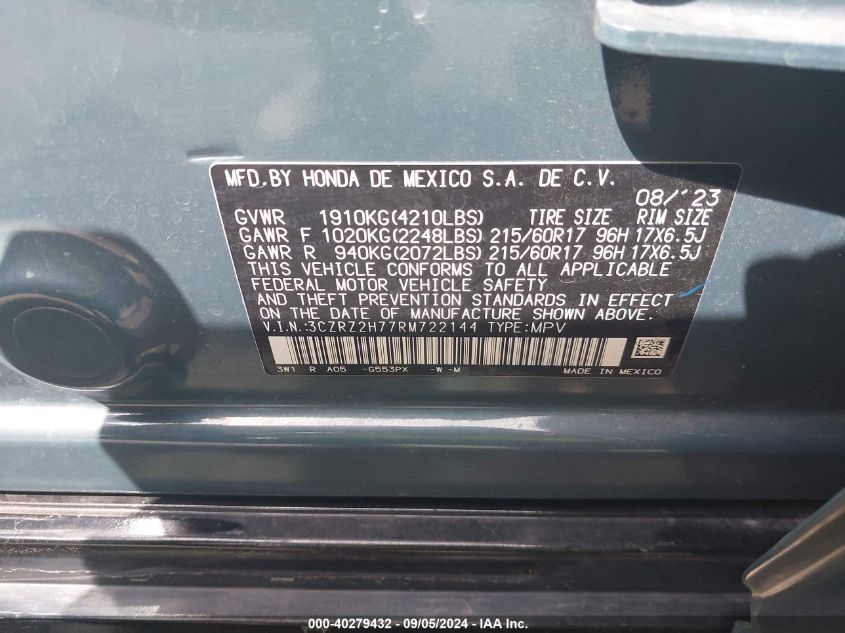 MFD.BY HONDA DE MEXICO S.A. DE C.V.
08/'23
GVWR 1910KG(4210LBS) TIRE SIZE RIM SIZE
GAWR F 1020KG(2248LBS) 215/60R17 96H 17X6.5J
GAWR R 940KG(2072LBS) 215/60R17 96H 17X6.5J
THIS VEHICLE CONFORMS TO ALL APPLICABLE
FEDERAL MOTOR VEHICLE SAFETY
AND THEFT PREVENTION STANDARDS IN EFFECT
ON THE DATE OF MANUFACTURE SHOWN ABOVE.
V.I.N.:3CZRZ2H77RM722144 TYPE:MPV
3W1 R A05 -G553PX -W -M MADE IN MEXICO
000-40279432 - 09/05/2024 - IAA Inc.